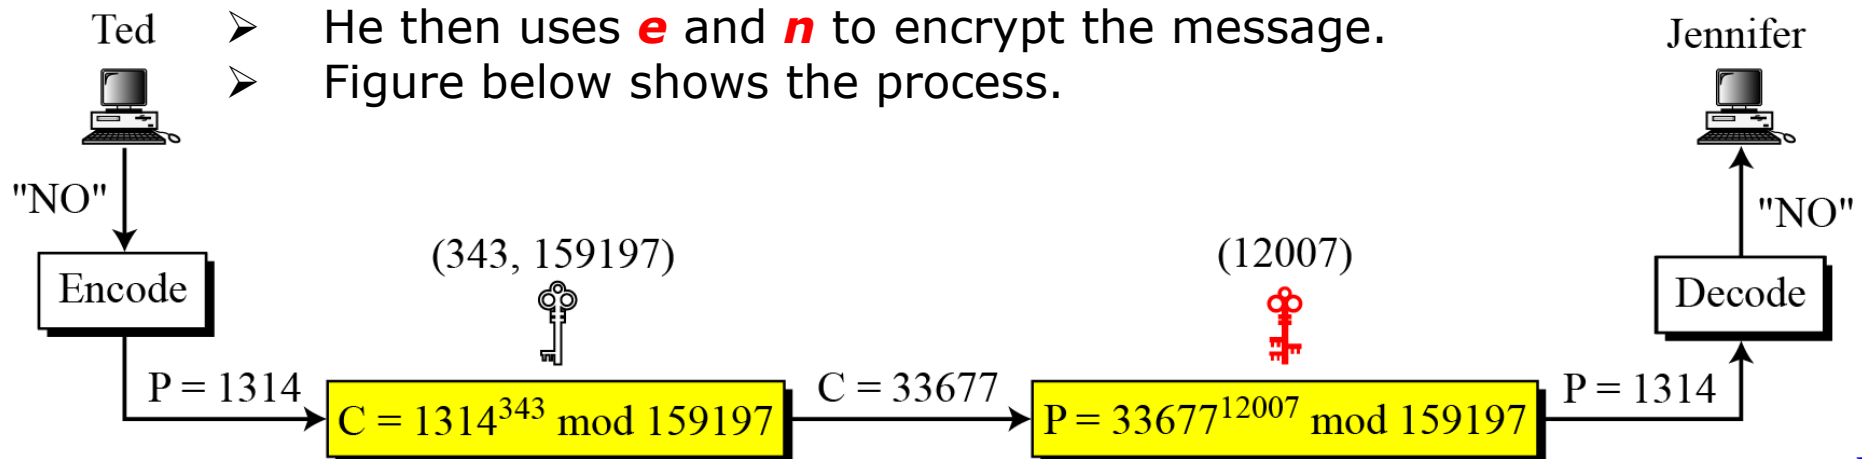 Ted
➢ He then uses e and n to encrypt the message.
Jennifer
➢ Figure below shows the process.
"NO"
"NO"
(343, 159197)
(12007)
Encode
Decode
P = 1314
C = 1314³⁴³ mod 159197
C = 33677
P = 33677¹²⁰⁰⁷ mod 159197
P = 1314